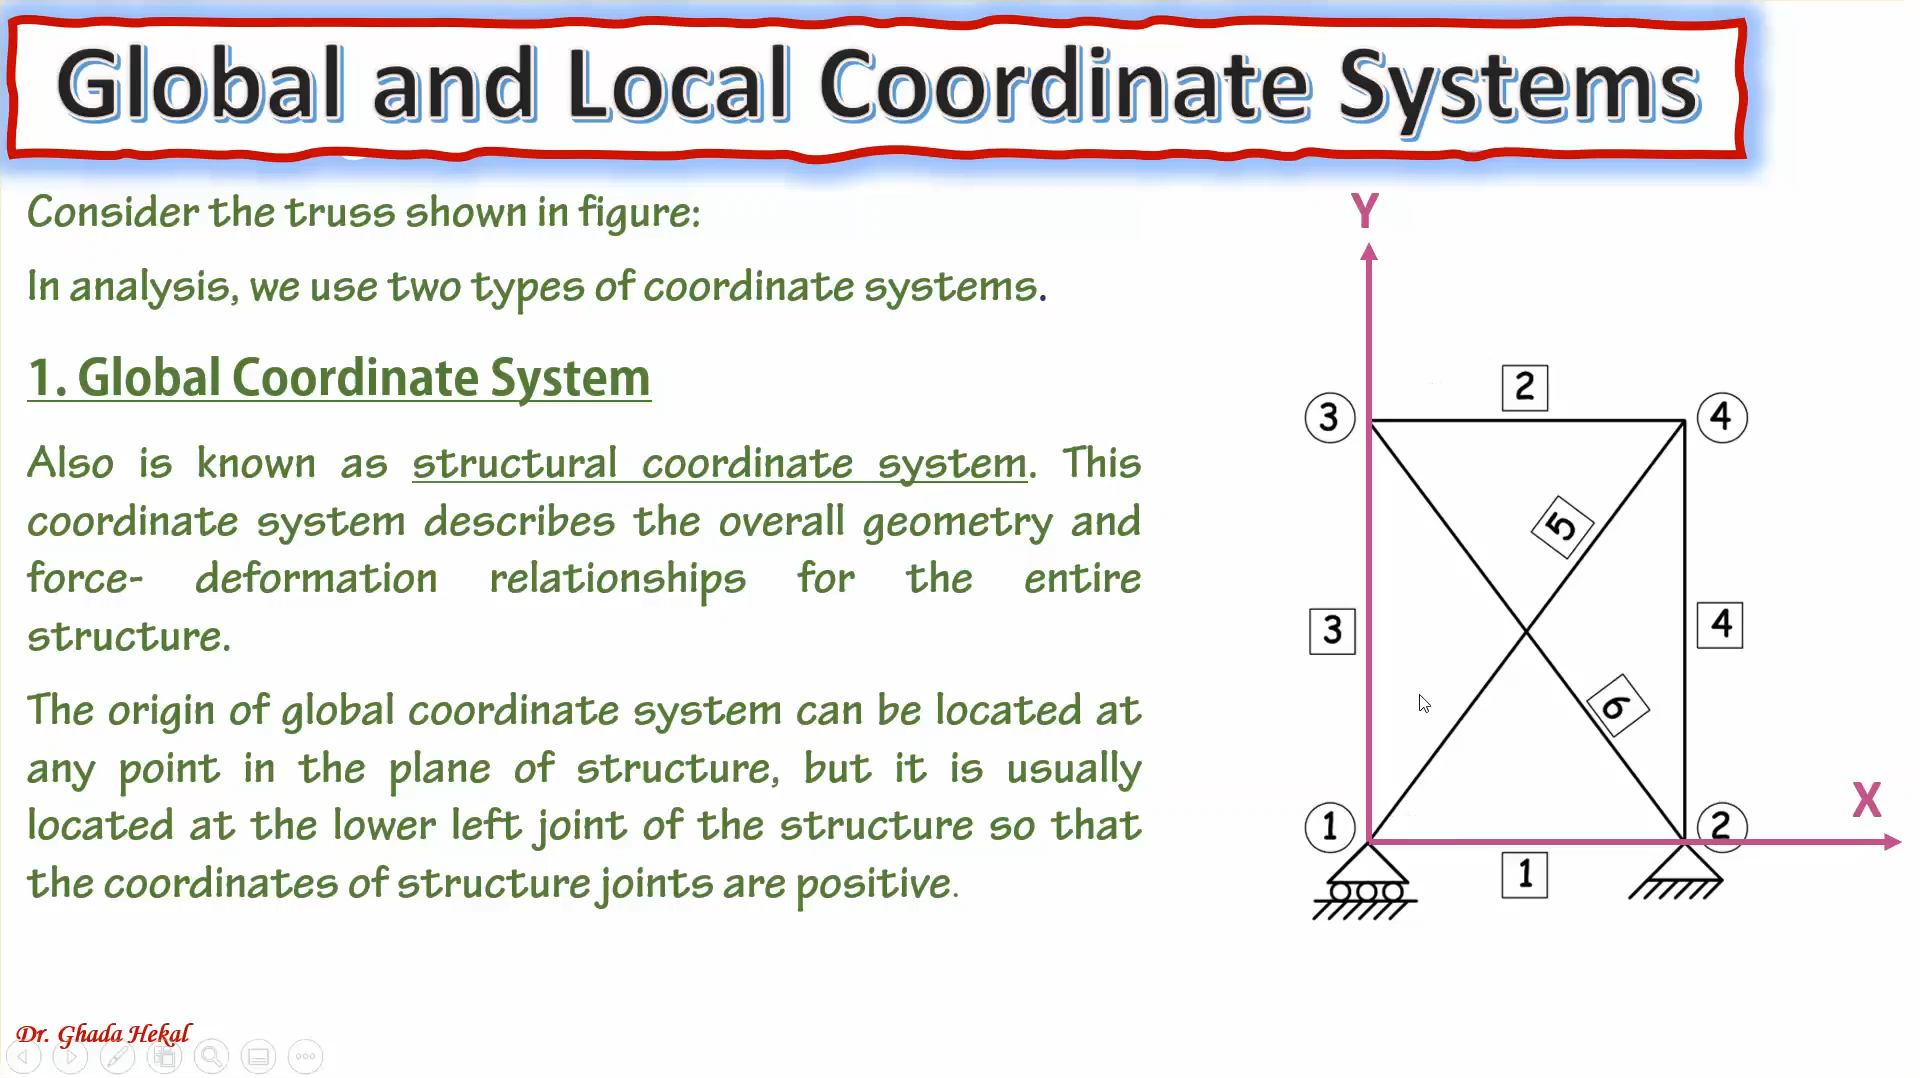 Global and Local Coordinate Systems
Consider the truss shown in figure:
In analysis, we use two types of coordinate systems.
1. Global Coordinate System
Also is known as structural coordinate system. This
coordinate system describes the overall geometry and
force- deformation relationships for the entire
structure.
The origin of global coordinate system can be located at
any point in the plane of structure, but it is usually
located at the lower left joint of the structure so that
the coordinates of structure joints are positive.
Y
2
3
4
5
3
4
6
X
1
2
1
Dr. Ghada Hekal